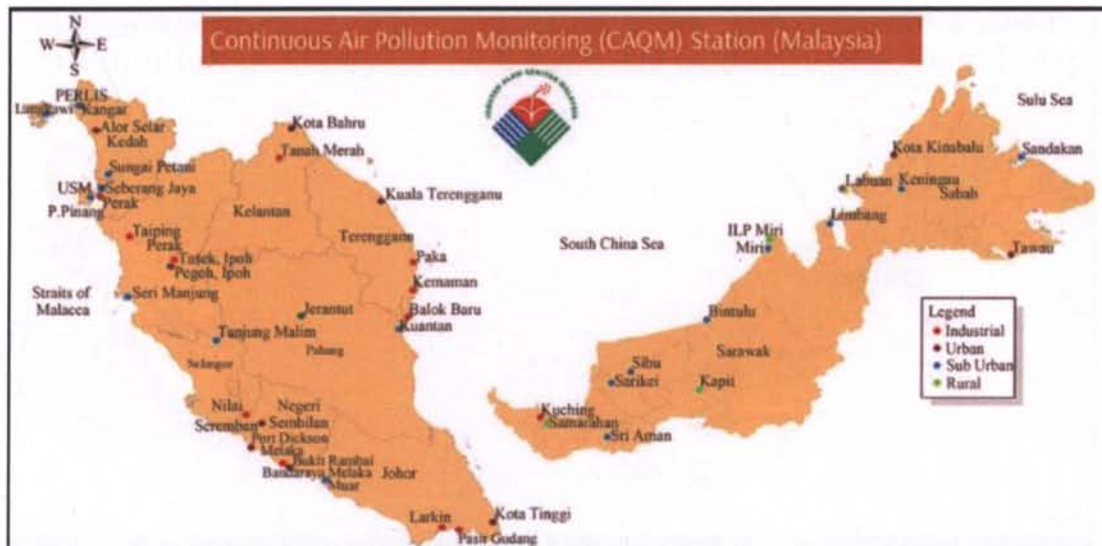 N
W E
S
Continuous Air Pollution Monitoring (CAQM) Station (Malaysia)
PERLIS
Langkawi
Kangar
Alor Setar
Kedah
Sungai Petani
USM
Seberang Jaya
P.Pinang
Perak
Taiping
Perak
Tasek, Ipoh
Pegoh, Ipoh
Straits of
Malacca
Seri Manjung
Tanjung Malim
Selangor
Kota Bahru
Tanah Merah
Kelantan
Kuala Terengganu
Terengganu
Paka
Kemaman
Jerantut
Balok Baru
Kuantan
Pahang
Nilai
Negeri
Sembilan
Seremban
Port Dickson
Melaka
Bukit Rambai
Bandaraya Melaka
Muar
Johor
Larkin
Kota Tinggi
Pasir Gudang
South China Sea
Sulu Sea
Kota Kinabalu
Sandakan
Labuan
Keningau
Sabah
Limbang
ILP Miri
Miri
Tawau
Bintulu
Sarawak
Sibu
Sarikei
Kapit
Kuching
Samarahan
Sri Aman
Legend
Industrial
Urban
Sub Urban
Rural